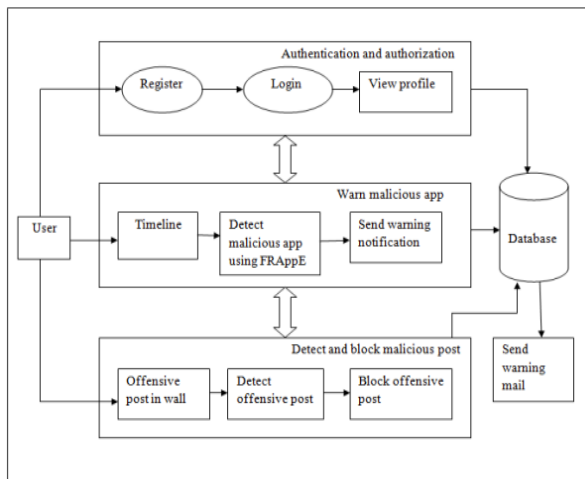 Authentication and authorization
Register
Login
View profile
Warn malicious app
User
Timeline
Detect
malicious app
using FRAppE
Send warning
notification
Database
Detect and block malicious post
Offensive
post in wall
Detect
offensive post
Block offensive
post
Send
warning
mail